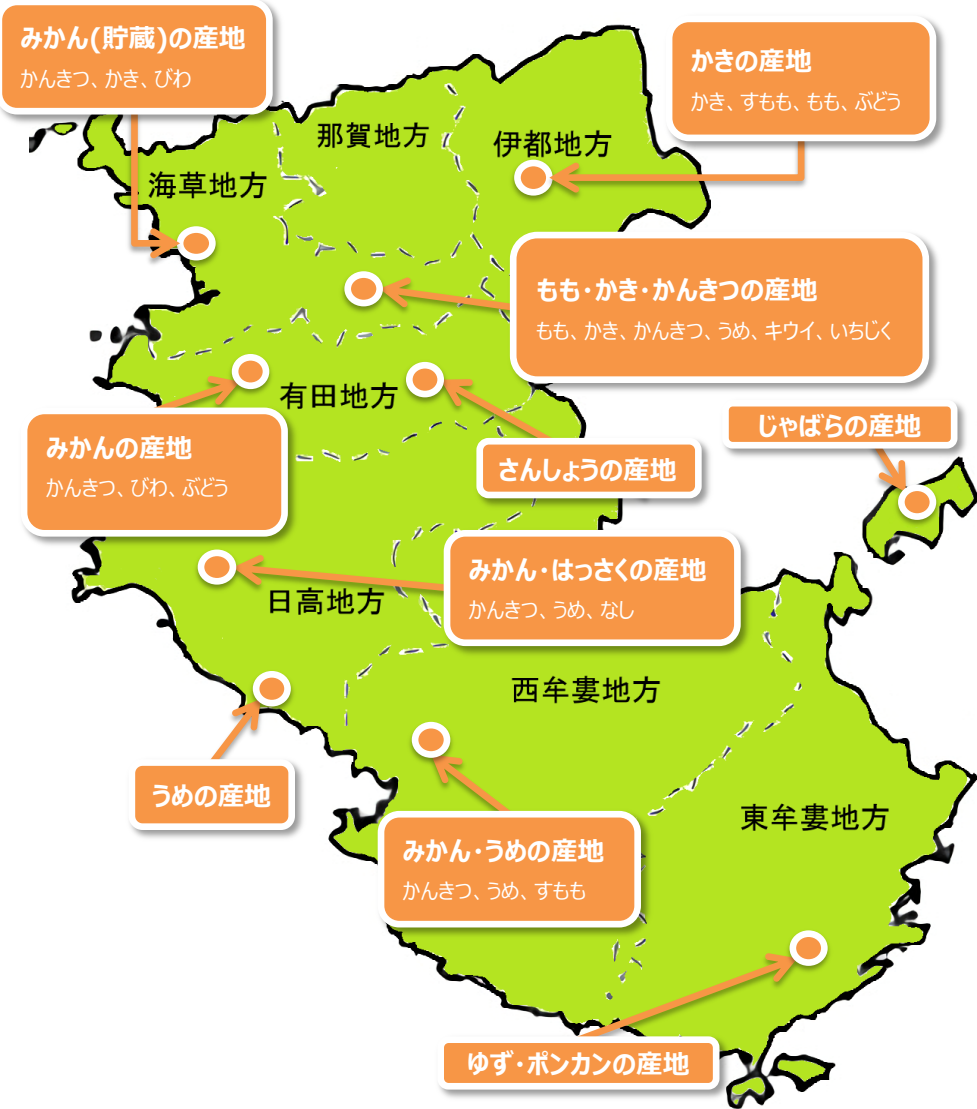 みかん(貯蔵)の産地
かんきつ、かき、びわ
かきの産地
かき、すもも、もも、ぶどう
那賀地方
伊都地方
海草地方
もも・かき・かんきつの産地
もも、かき、かんきつ、うめ、キウイ、いちじく
有田地方
じゃばらの産地
みかんの産地
かんきつ、びわ、ぶどう
さんしょうの産地
みかん・はっさくの産地
かんきつ、うめ、なし
日高地方
西牟婁地方
うめの産地
東牟婁地方
みかん・うめの産地
かんきつ、うめ、すもも
ゆず・ポンカンの産地